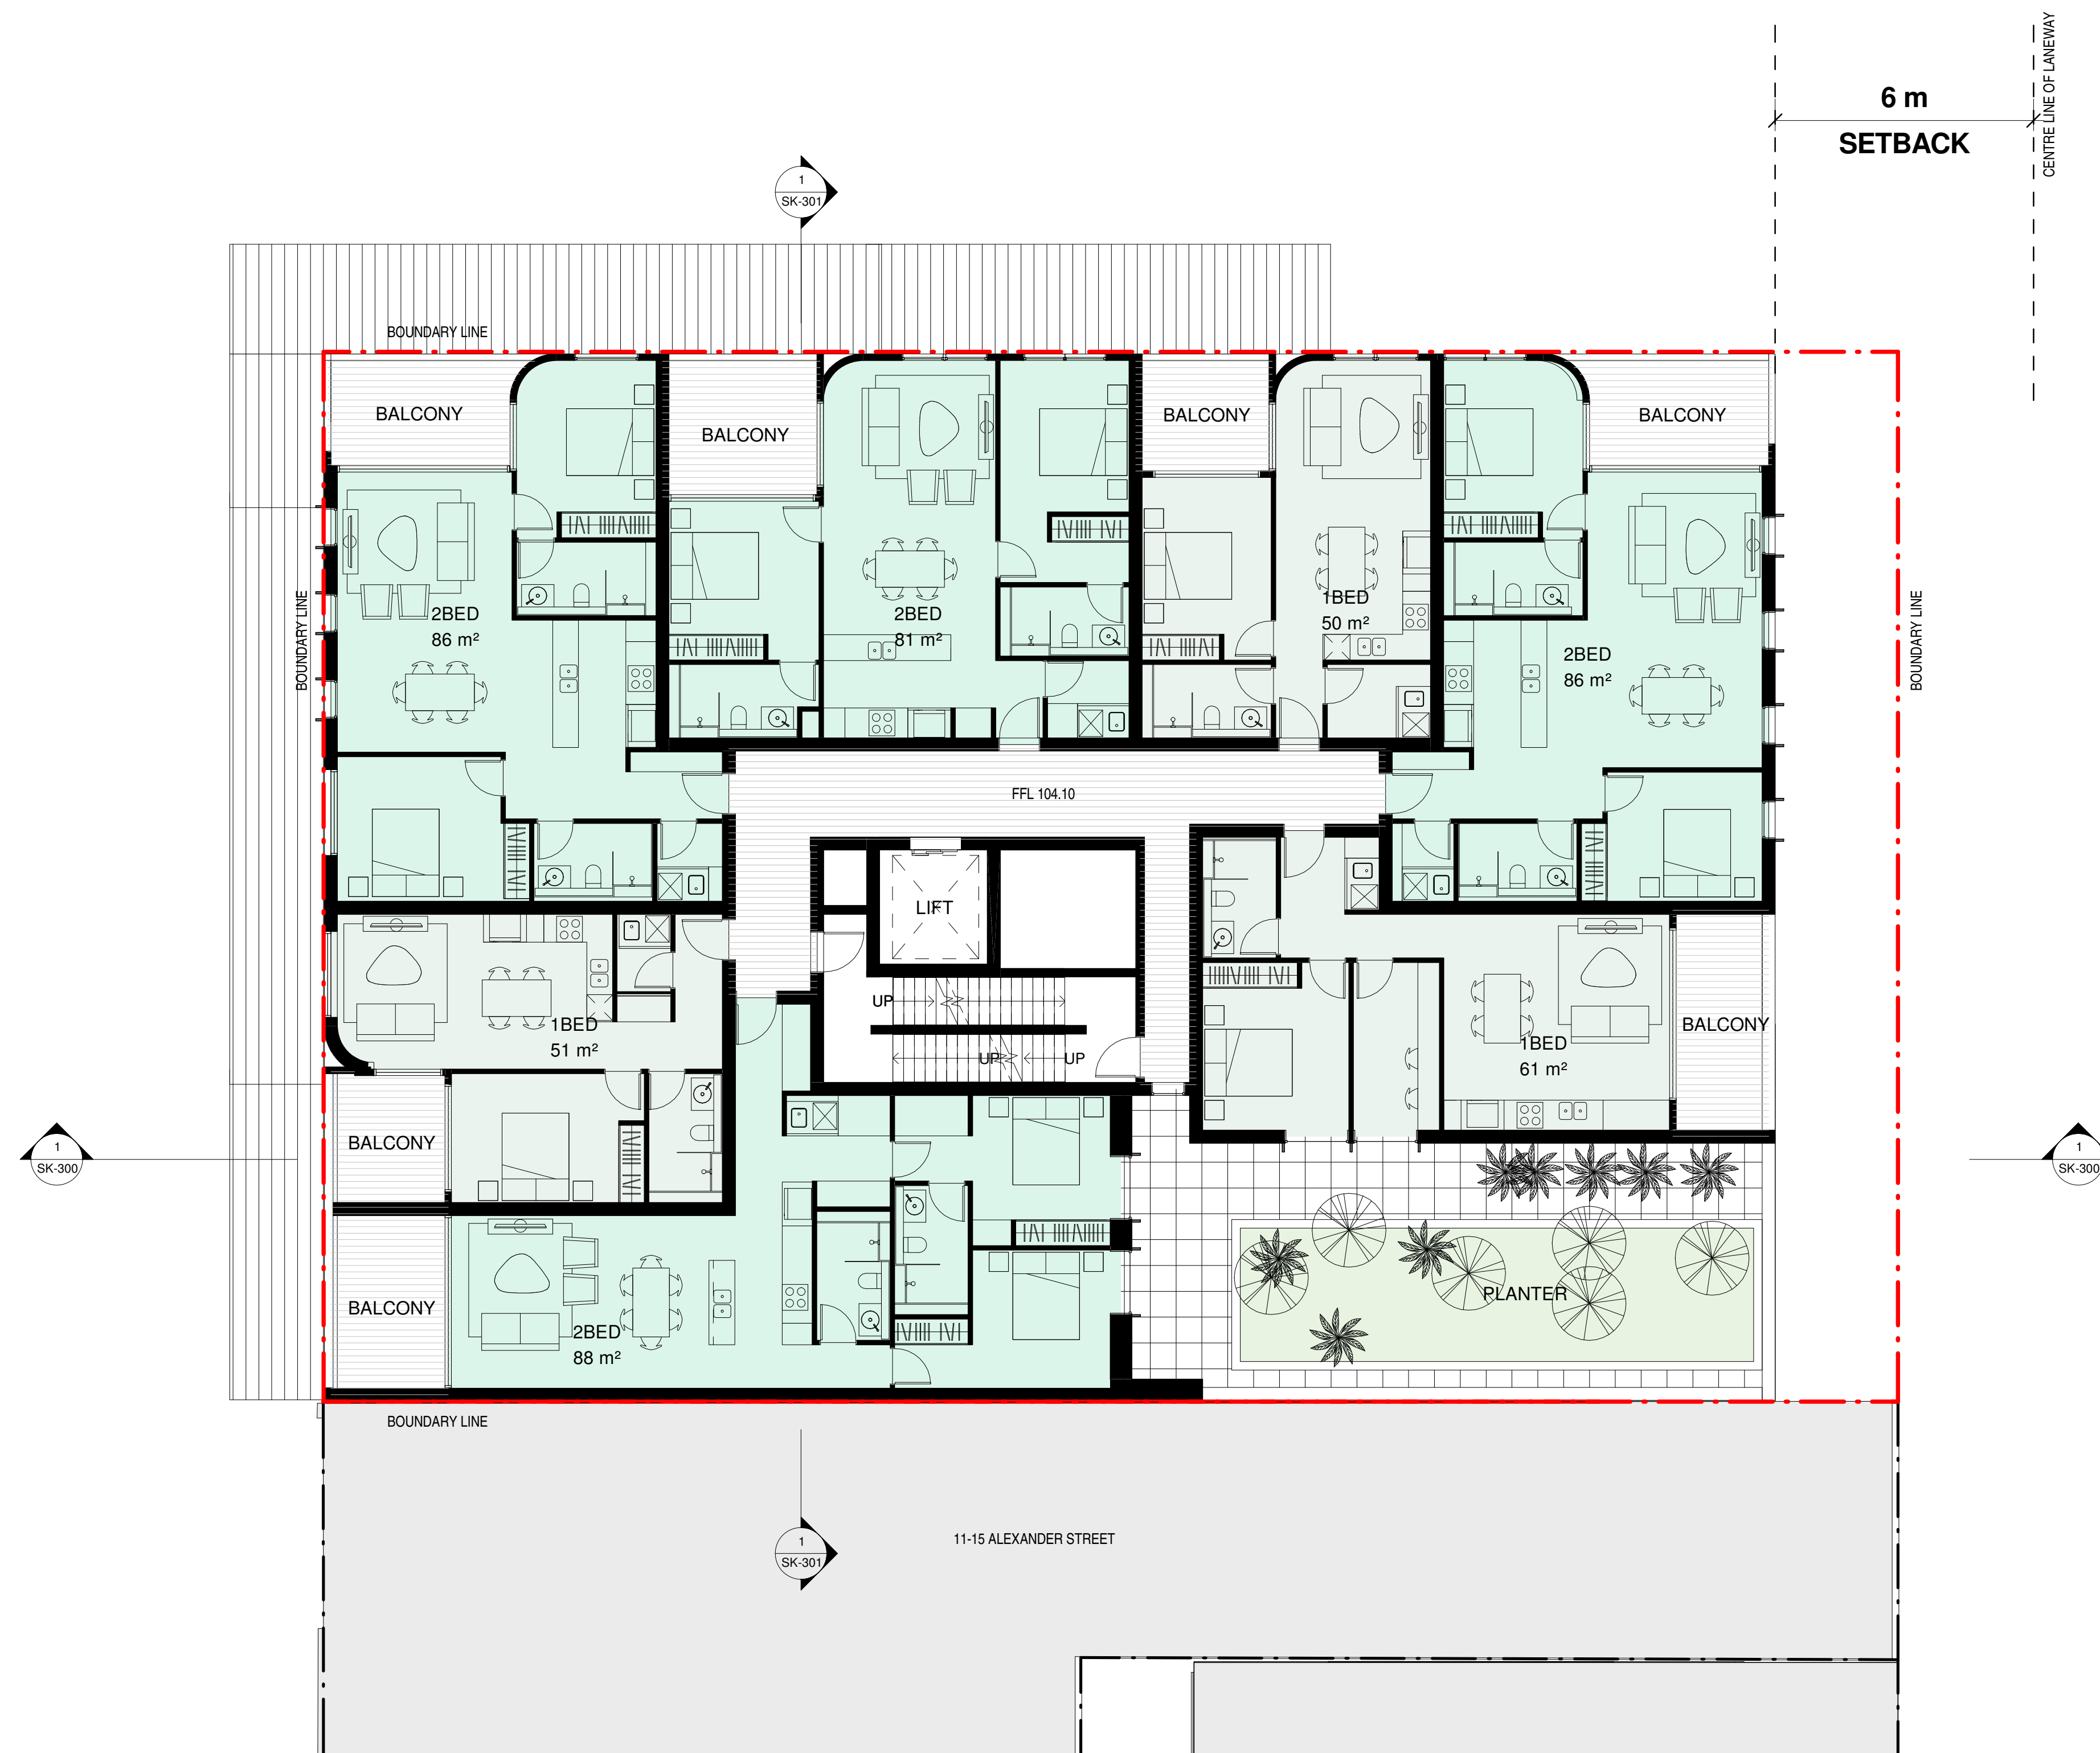 CENTRE LINE OF LANEWAY
6 m
SETBACK
1
SK-301
BOUNDARY LINE
BALCONY
BALCONY
BALCONY
BALCONY
BOUNDARY LINE
2BED
86 m²
2BED
81 m²
1BED
50 m²
2BED
86 m²
BOUNDARY LINE
FFL 104.10
LIFT
UP
UP
UP
1BED
51 m²
1BED
61 m²
BALCONY
BALCONY
1
SK-300
1
SK-300
BALCONY
2BED
88 m²
PLANTER
BOUNDARY LINE
11-15 ALEXANDER STREET
1
SK-301